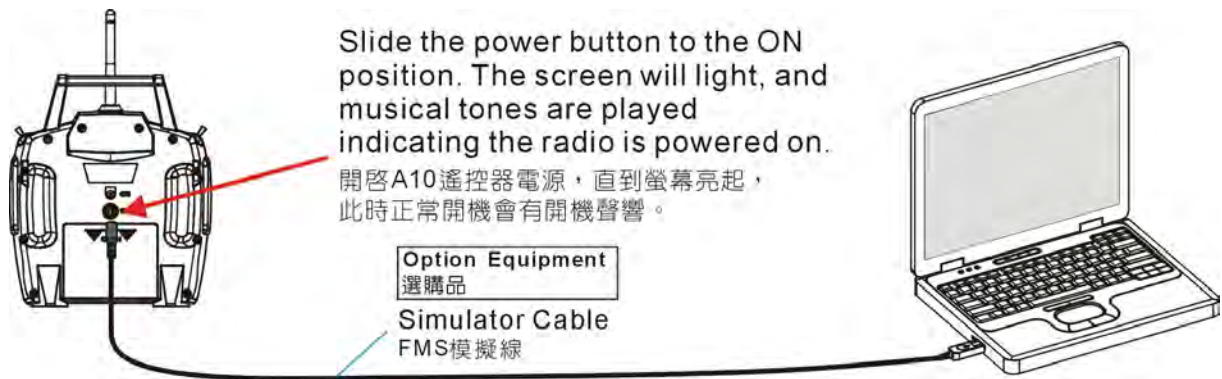 Slide the power button to the ON
position. The screen will light, and
musical tones are played
indicating the radio is powered on.
開啓A10遙控器電源，直到螢幕亮起，
此時正常開機會有開機聲響。
Option Equipment
選購品
Simulator Cable
FMS模擬線